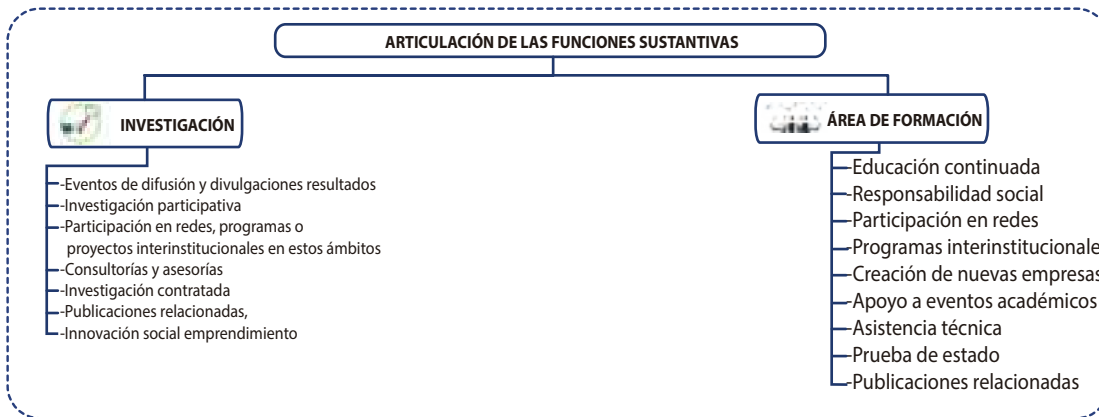 ARTICULACIÓN DE LAS FUNCIONES SUSTANTIVAS
INVESTIGACIÓN
-Eventos de difusión y divulgaciones resultados
-Investigación participativa
-Participación en redes, programas o
proyectos interinstitucionales en estos ámbitos
-Consultorías y asesorías
-Investigación contratada
-Publicaciones relacionadas,
-Innovación social emprendimiento
ÁREA DE FORMACIÓN
-Educación continuada
-Responsabilidad social
-Participación en redes
-Programas interinstitucionale
-Creación de nuevas empresas
-Apoyo a eventos académicos
-Asistencia técnica
-Prueba de estado
-Publicaciones relacionadas